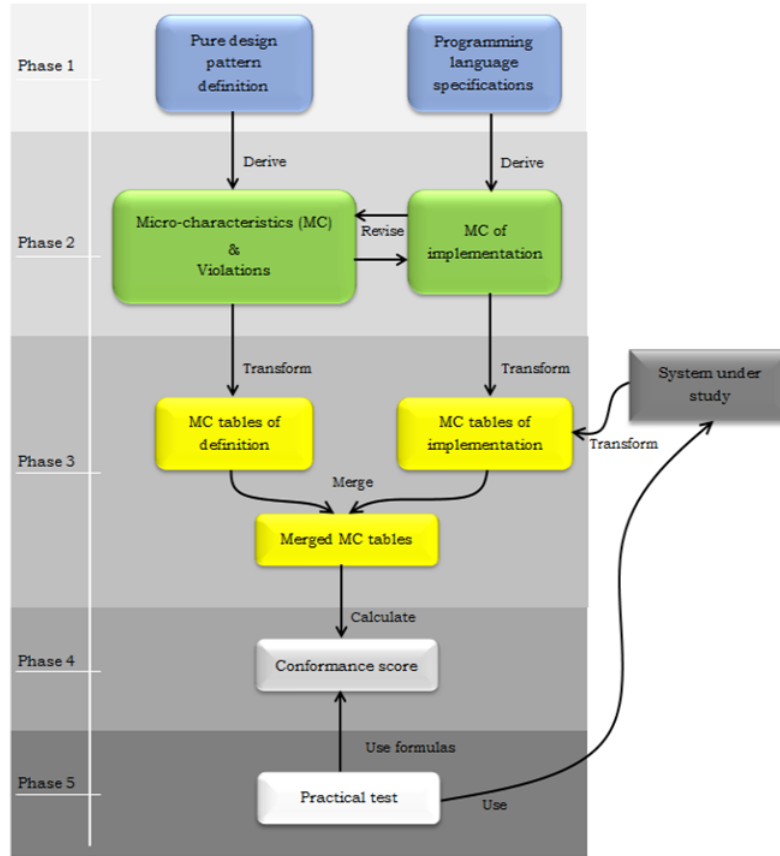 Phase 1
Pure design
pattern
definition
Programming
language
specifications
Derive
Derive
Phase 2
Micro-characteristics (MC)
&
Violations
Revise
MC of
implementation
Transform
Transform
System under
study
Phase 3
MC tables of
definition
MC tables of
implementation
Transform
Merge
Merged MC tables
Calculate
Phase 4
Conformance score
Use formulas
Phase 5
Practical test
Use